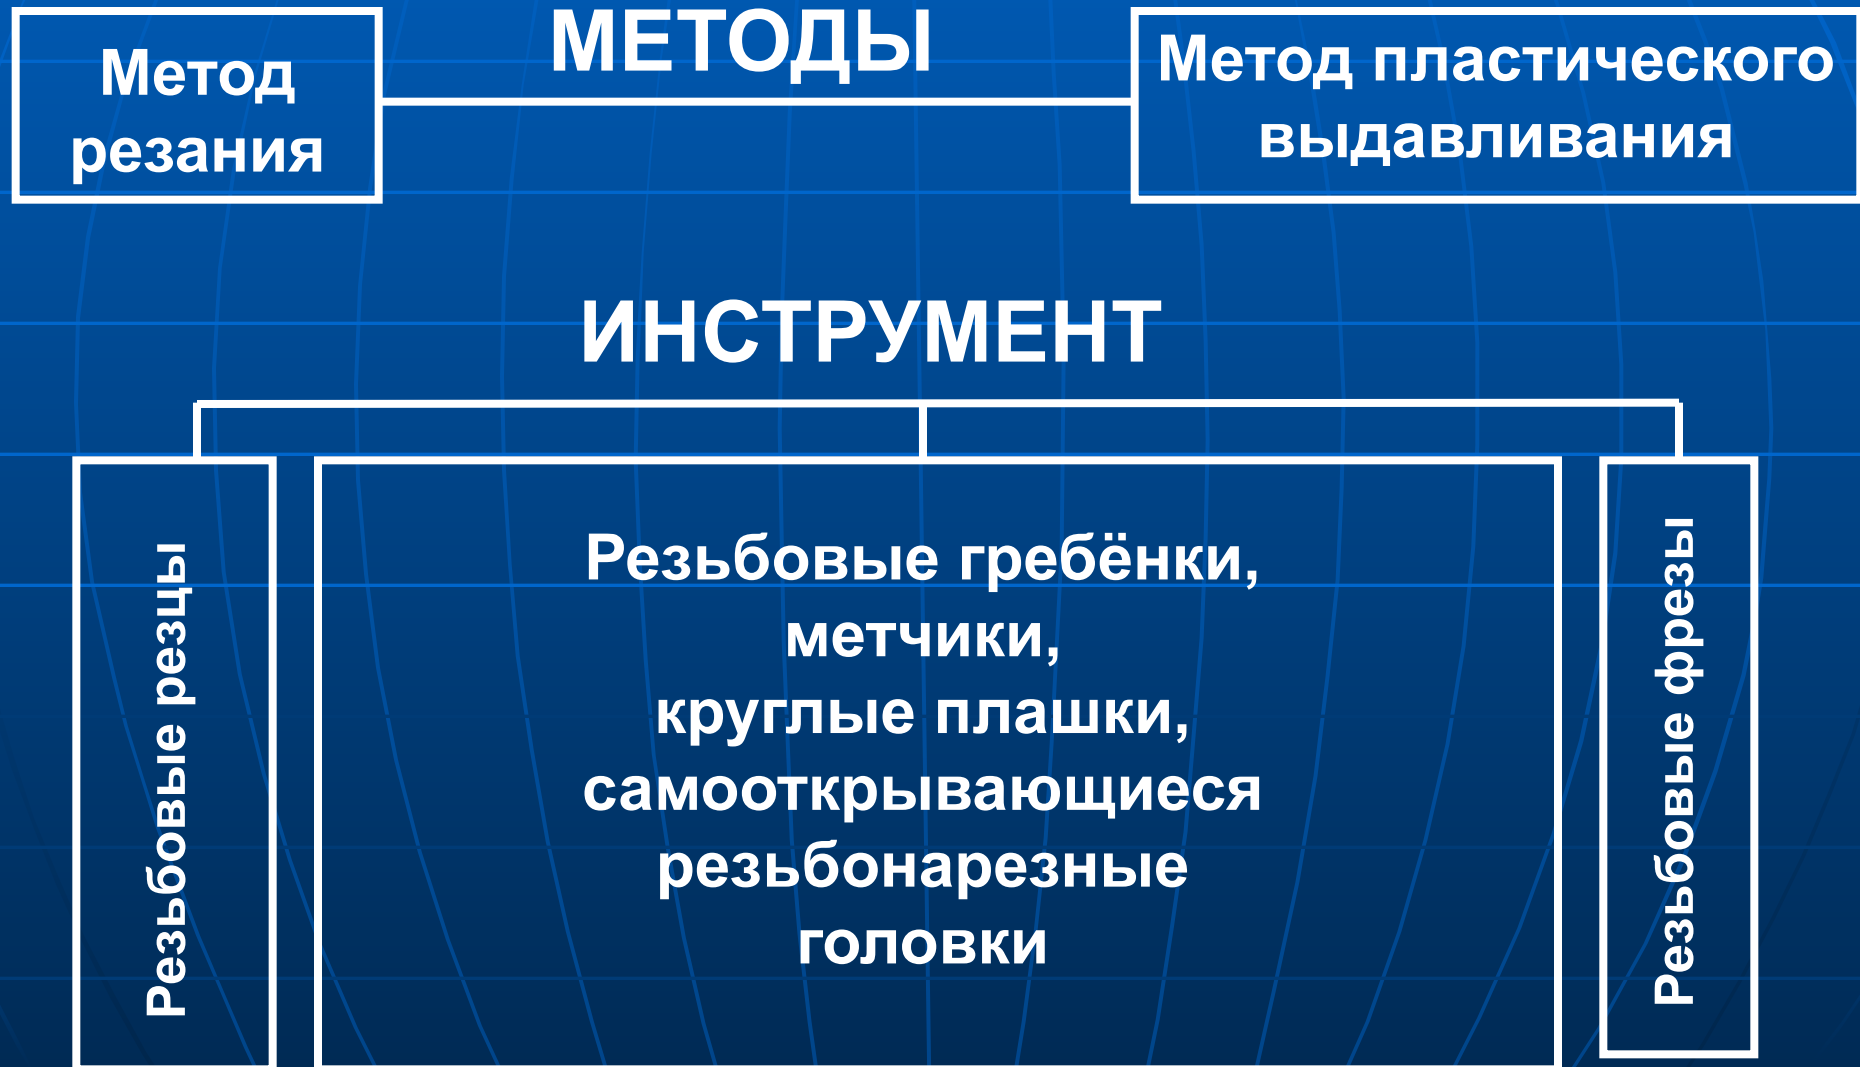 МЕТОДЫ
Метод
резания
Метод пластического
выдавливания
ИНСТРУМЕНТ
Резьбовые резцы
Резьбовые гребёнки,
метчики,
круглые плашки,
самооткрывающиеся
резьбонарезные
головки
Резьбовые фрезы